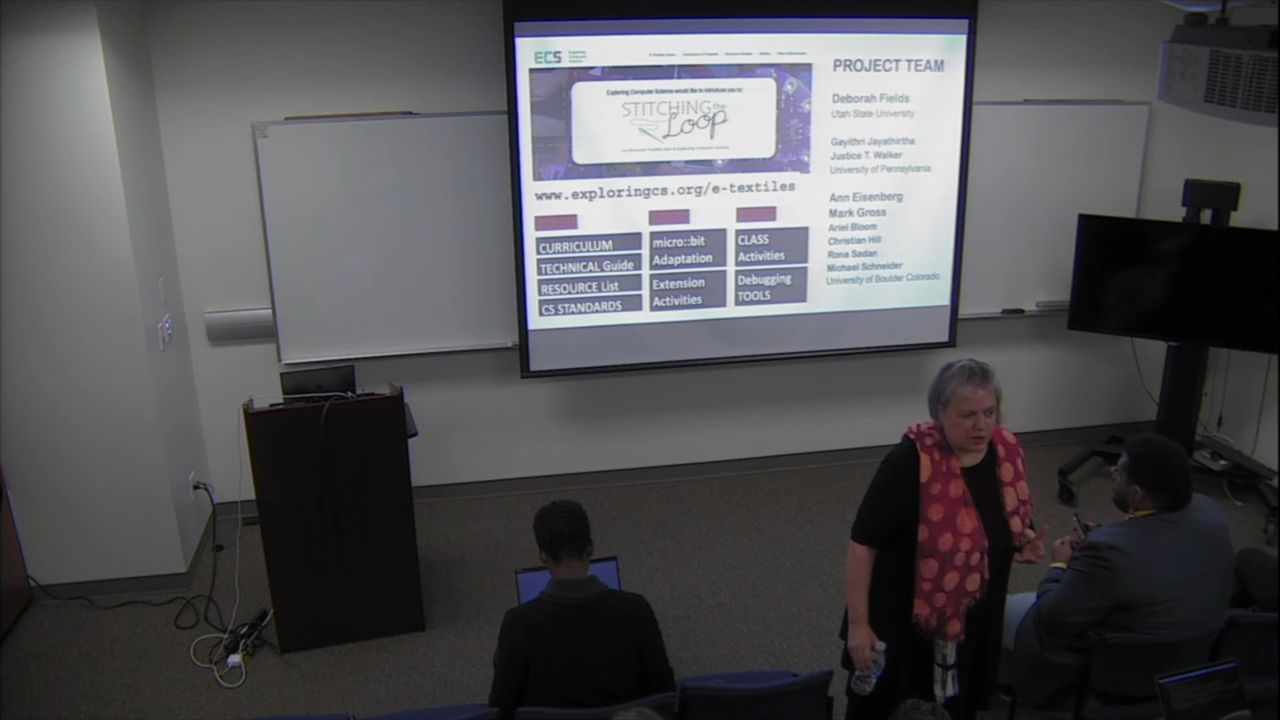 ECS
Exploring
Computer
Science
Exploring Computer Science would like to introduce you to:
STITCHING the
Loop
www.exploringcs.org/e-textiles
CURRICULUM
TECHNICAL Guide
RESOURCE List
CS STANDARDS
micro::bit
Adaptation
Extension
Activities
CLASS
Activities
Debugging
TOOLS
PROJECT TEAM
Deborah Fields
Utah State University
Gayithri Jayathirtha
Justice T. Walker
University of Pennsylvania
Ann Eisenberg
Mark Gross
Ariel Bloom
Christian Hill
Rona Sadan
Michael Schneider
University of Boulder Colorado